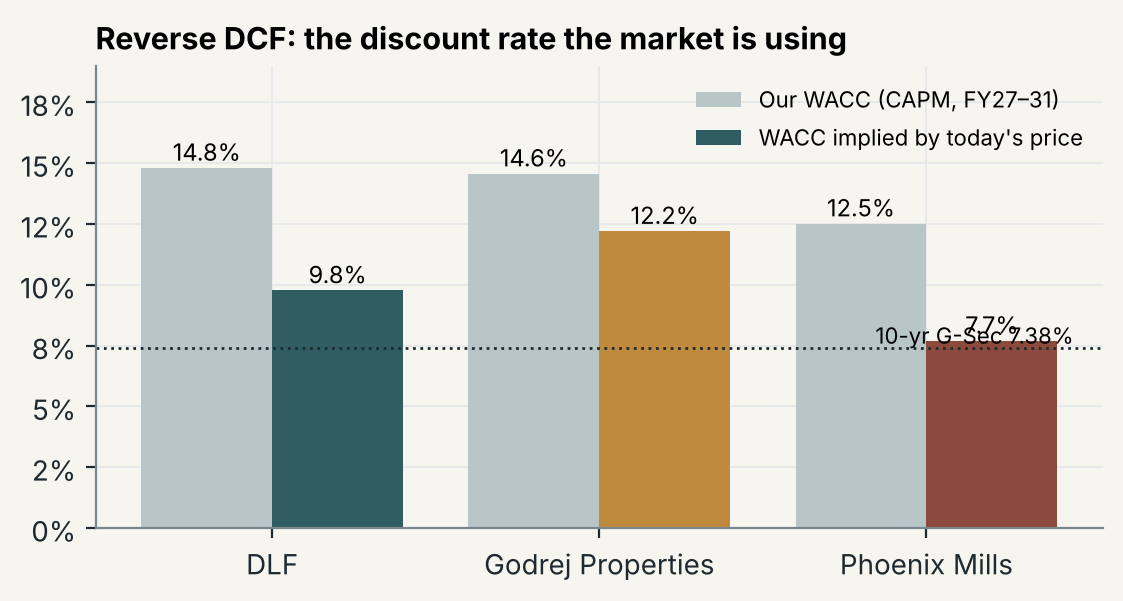 Reverse DCF: the discount rate the market is using
Our WACC (CAPM, FY27–31)
WACC implied by today's price
18%
15%
12%
10%
8%
5%
2%
0%
14.8%
9.8%
14.6%
12.2%
12.5%
7.7%
10-yr G-Sec 7.38%
DLF
Godrej Properties
Phoenix Mills